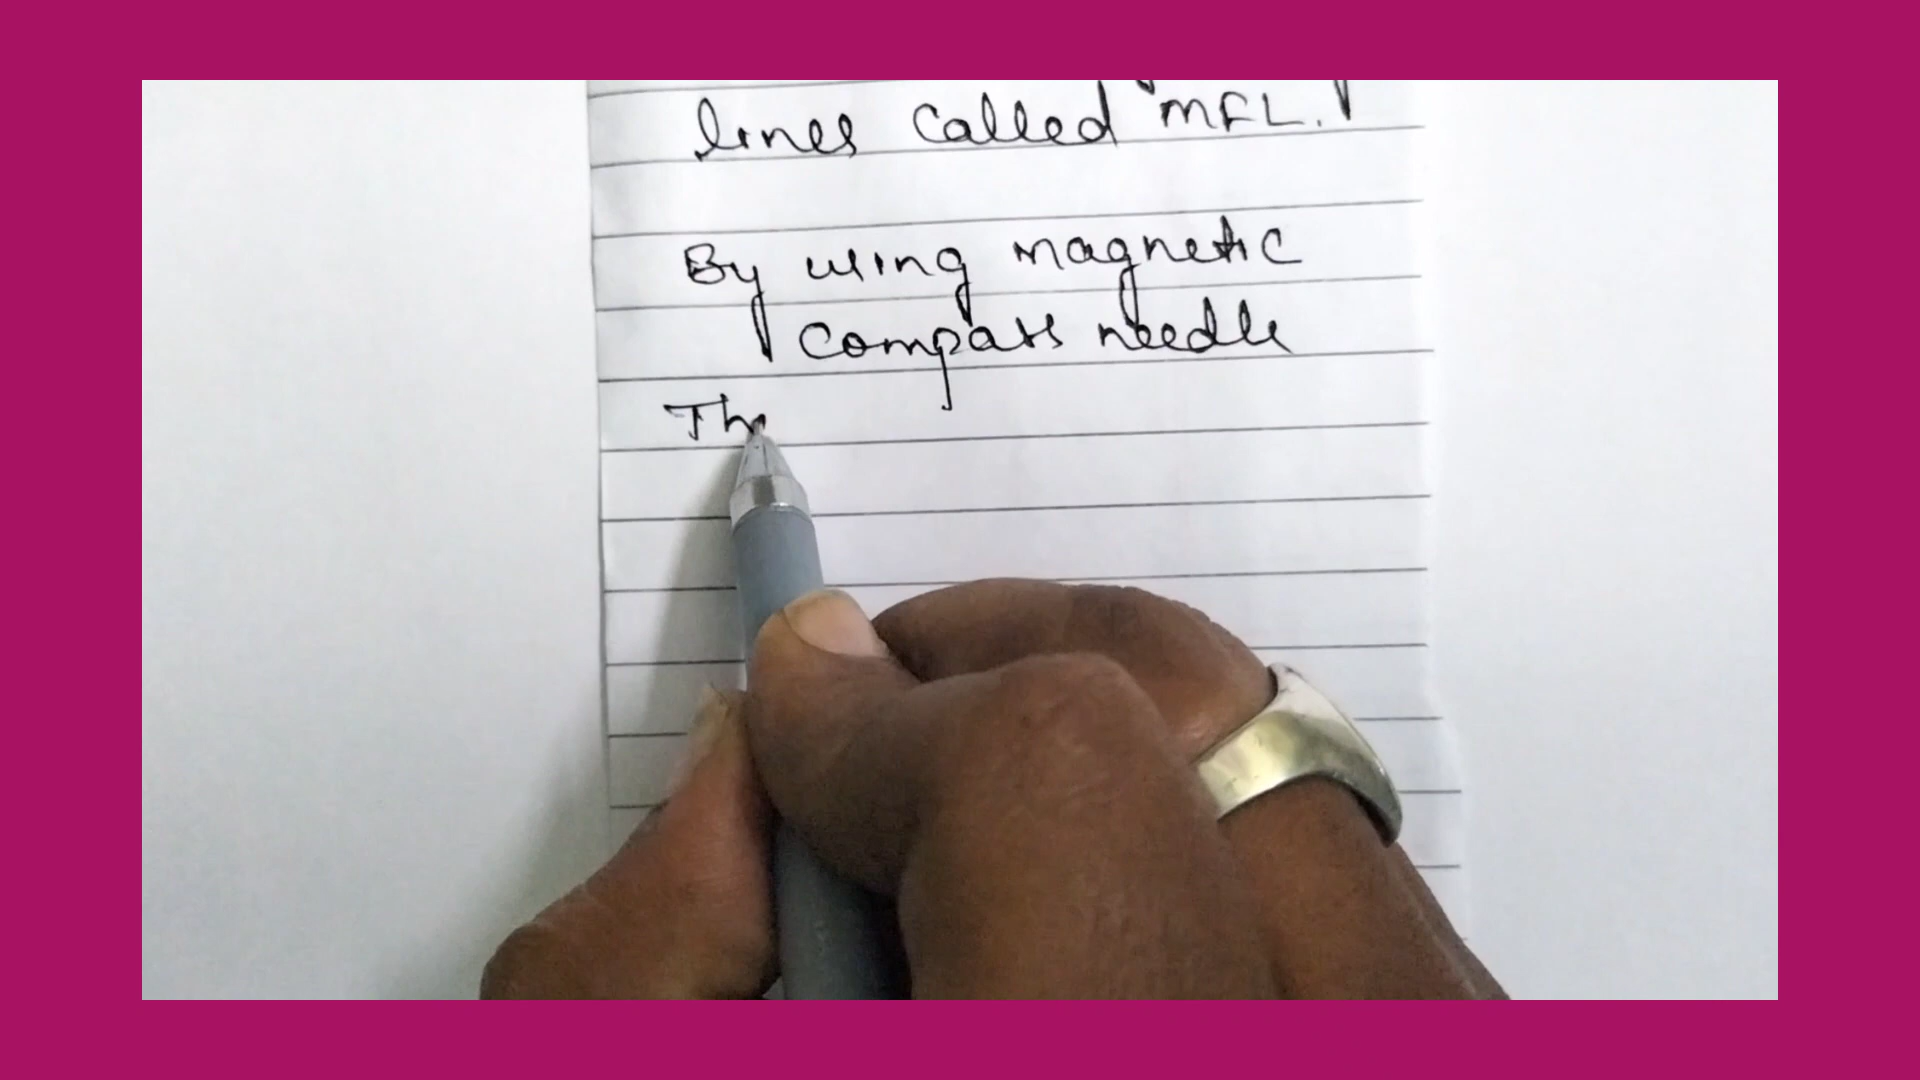 lines called "MFL."
By using magnetic
compass needle
Th